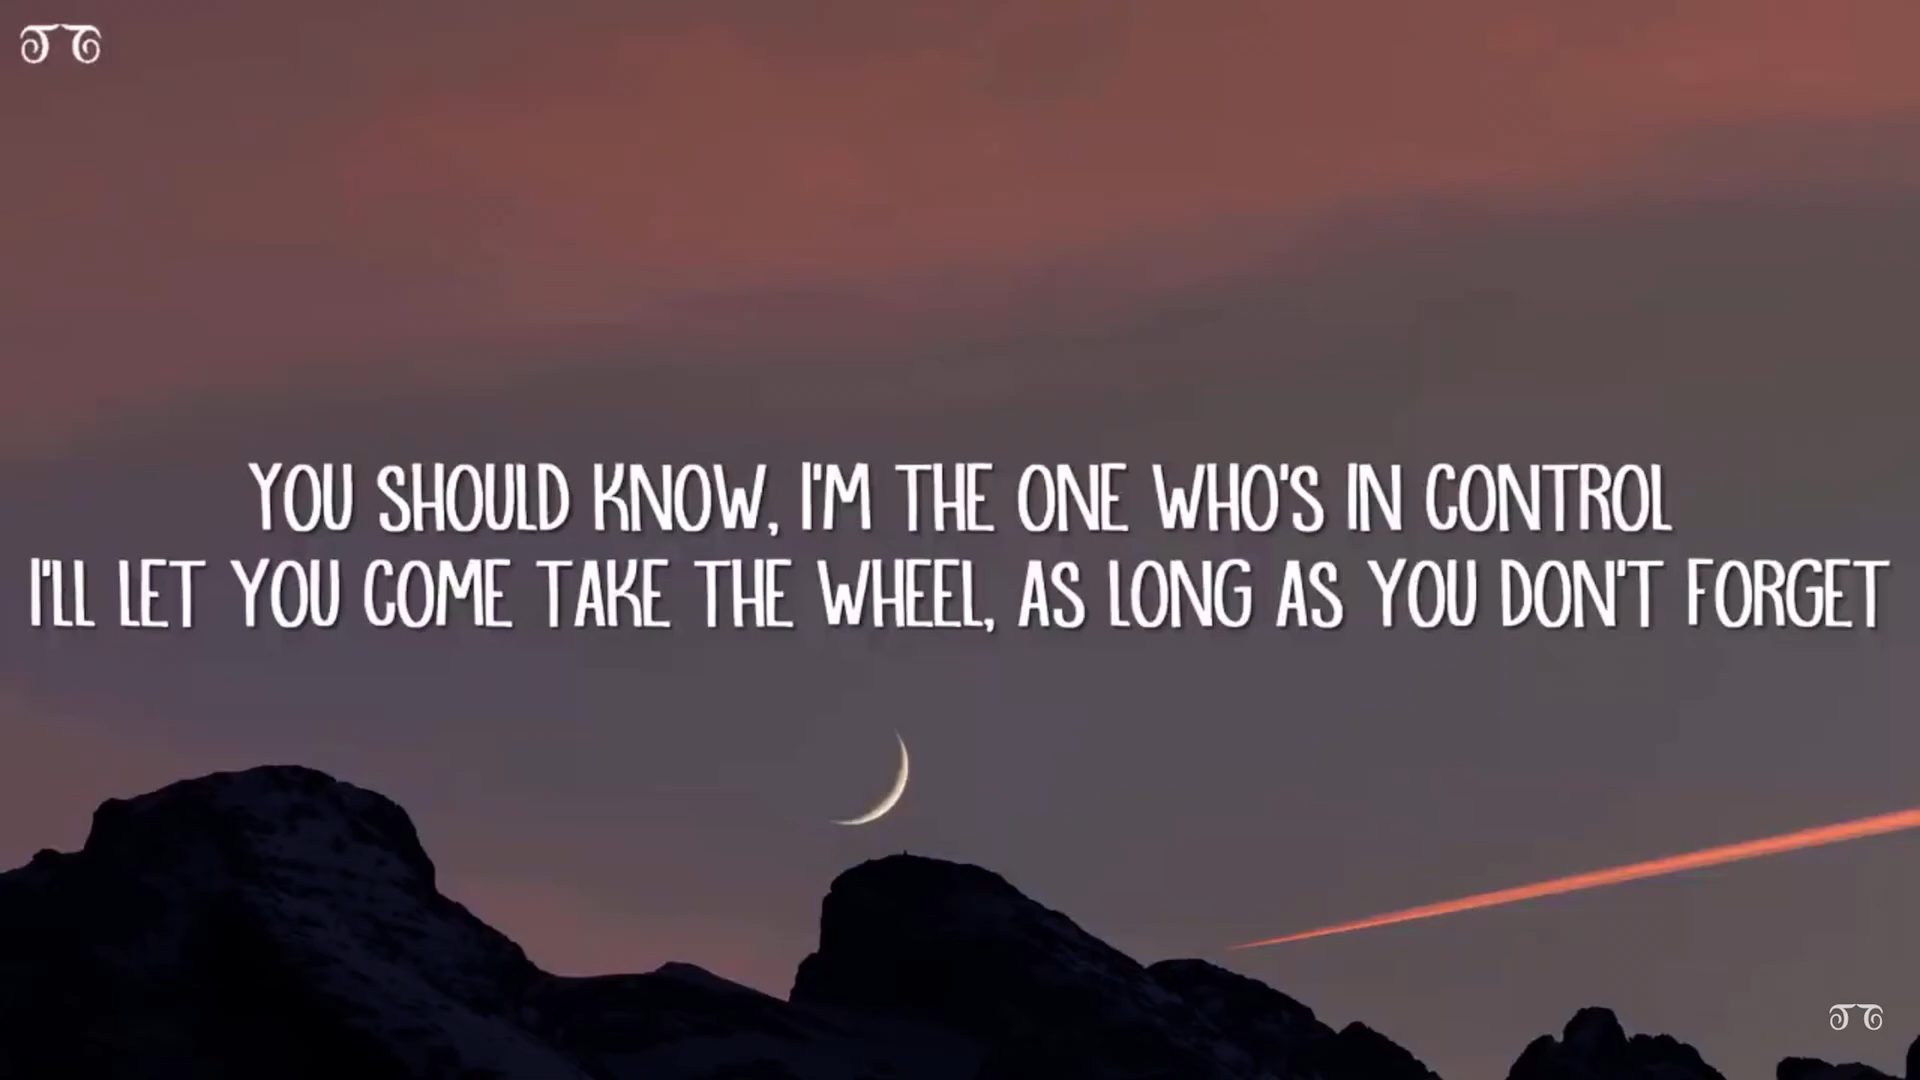 YOU SHOULD KNOW, I'M THE ONE WHO'S IN CONTROL
I'LL LET YOU COME TAKE THE WHEEL, AS LONG AS YOU DON'T FORGET